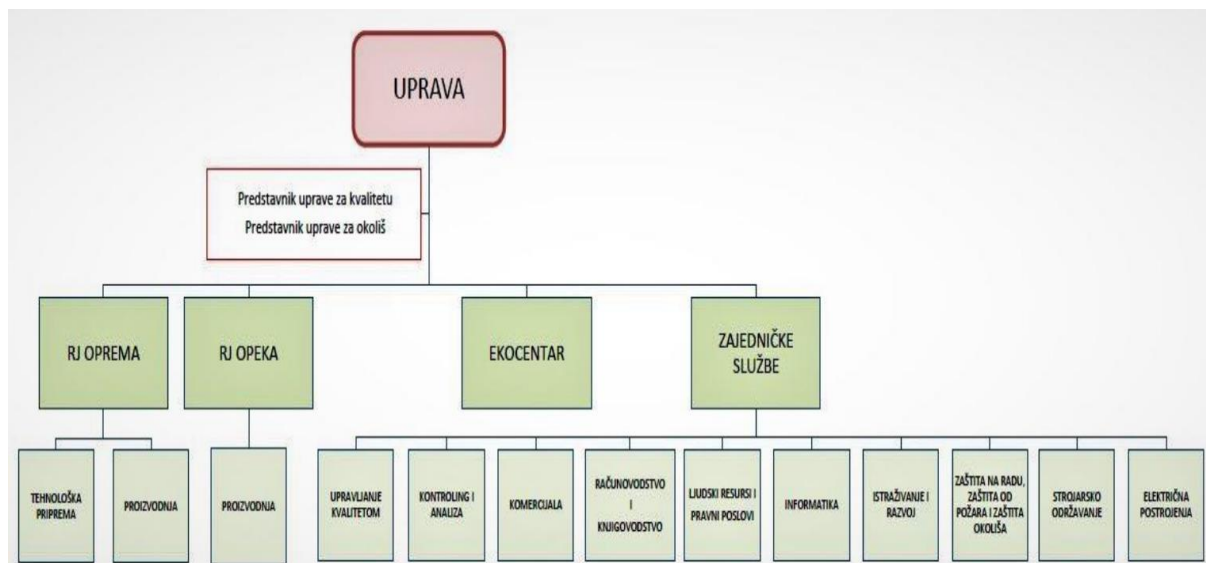 UPRAVA
Predstavnik uprave za kvalitetu
Predstavnik uprave za okoliš
RJ OPREMA
RJ OPEKA
EKOCENTAR
ZAJEDNIČKE
SLUŽBE
TEHNOLOŠKA
PRIPREMA
PROIZVODNJA
PROIZVODNJA
UPRAVLJANJE
KVALITETOM
KONTROLING I
ANALIZA
KOMERCIJALA
RAČUNOVODSTVO
I
KNJIGOVODSTVO
LJUDSKI RESURSI I
PRAVNI POSLOVI
INFORMATIKA
ISTRAŽIVANJE I
RAZVOJ
ZAŠTITA NA RADU,
ZAŠTITA OD
POŽARA I ZAŠTITA
OKOLIŠA
STROJARSKO
ODRŽAVANJE
ELEKTRIČNA
POSTROJENJA